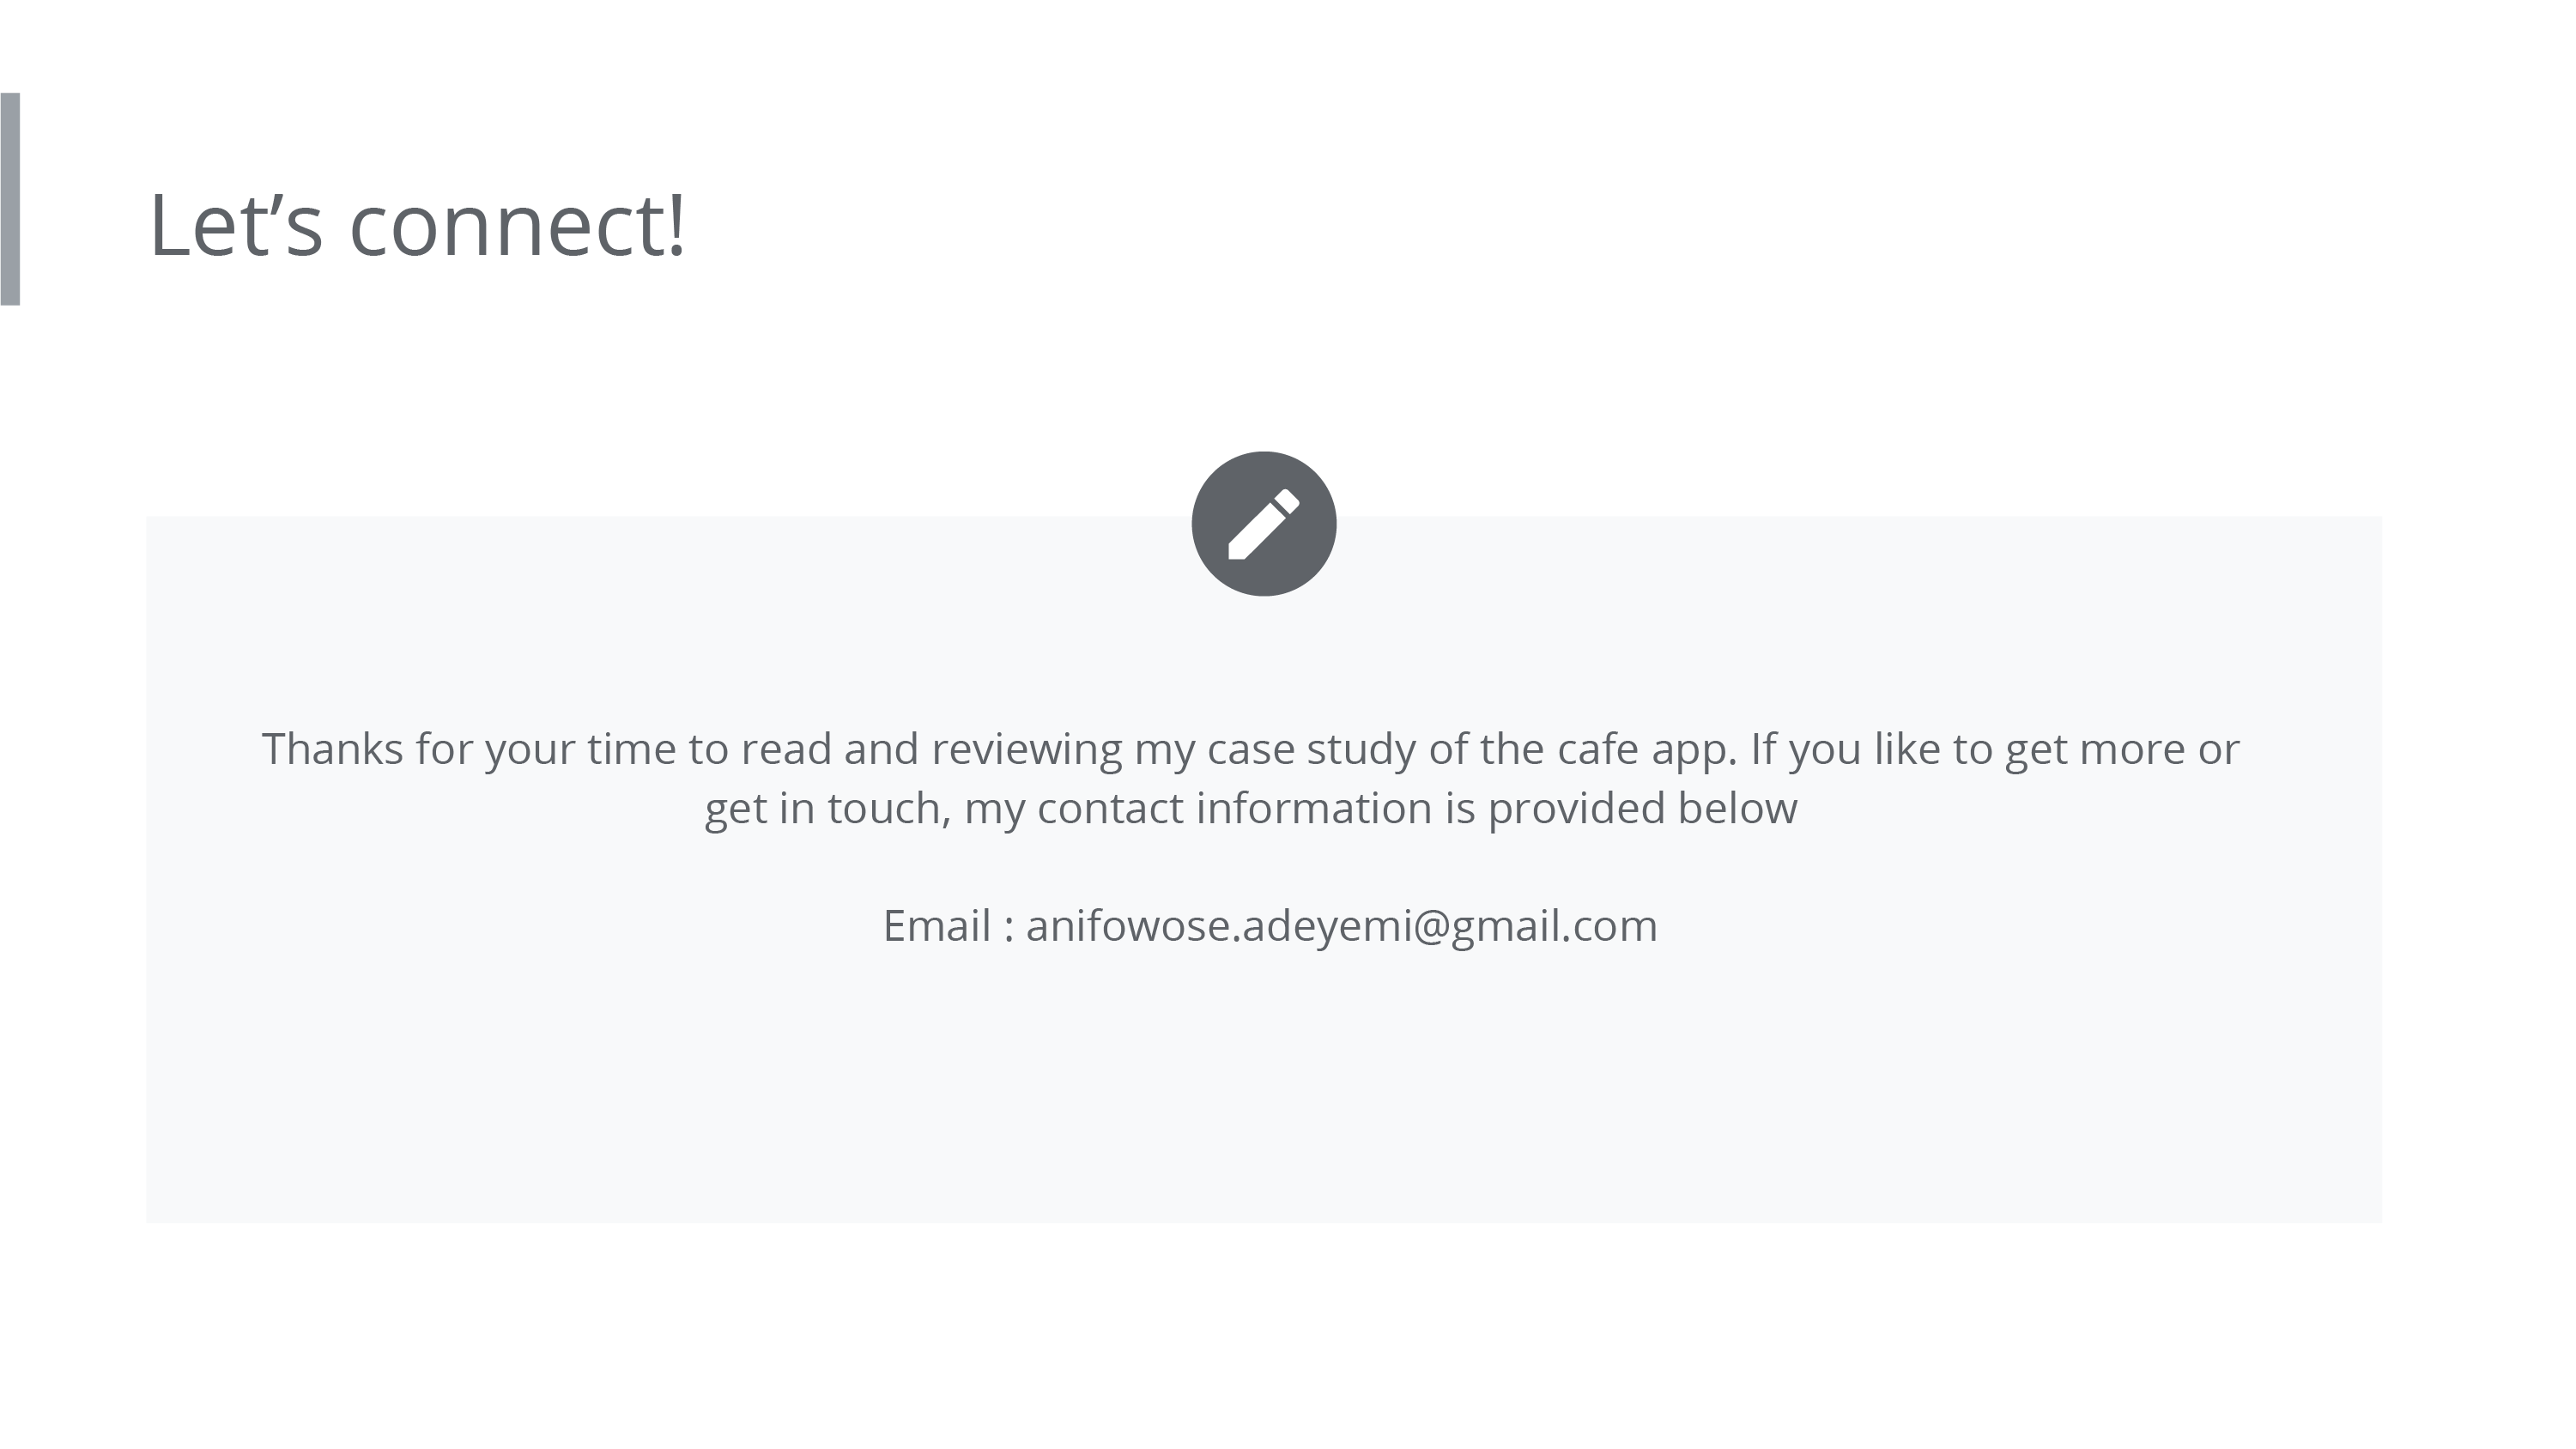 Let’s connect!
Thanks for your time to read and reviewing my case study of the cafe app. If you like to get more or
get in touch, my contact information is provided below
Email : anifowose.adeyemi@gmail.com